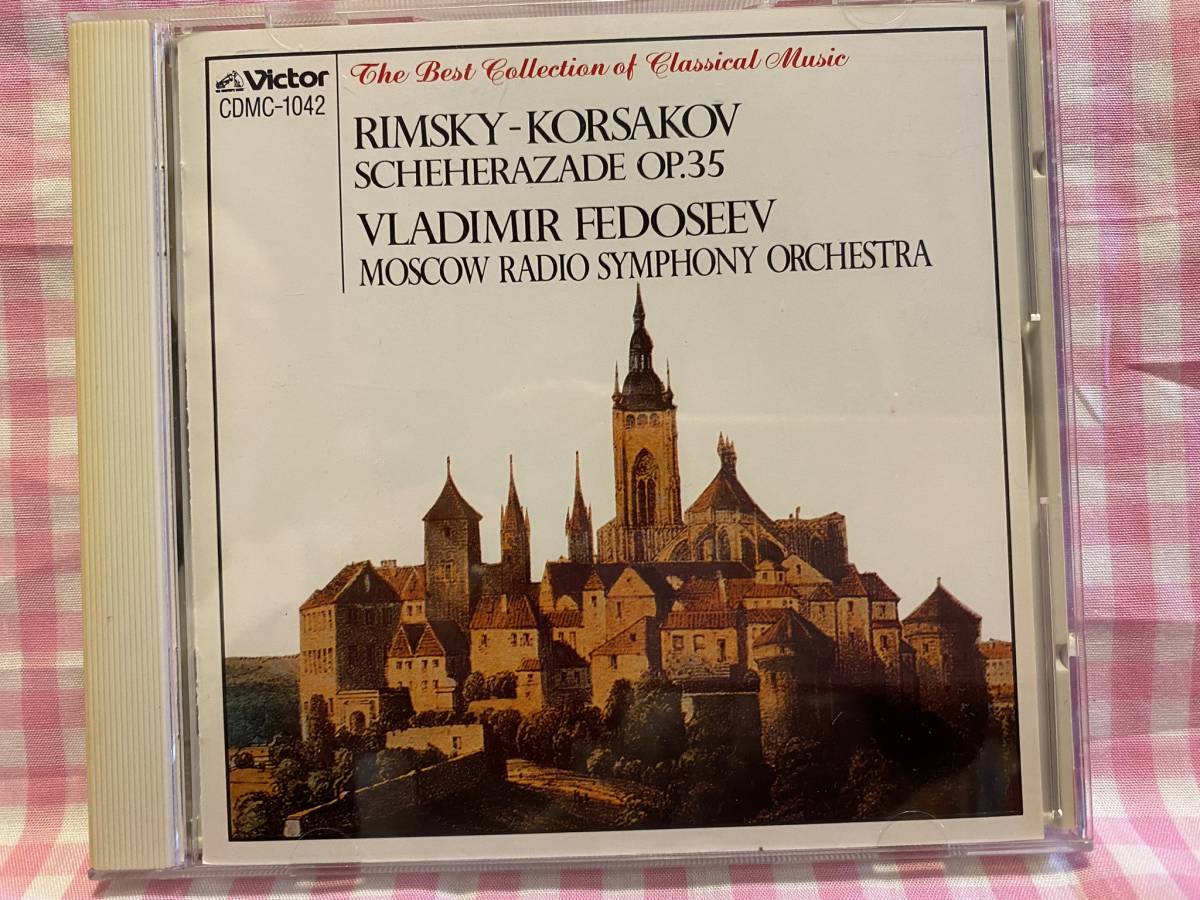 Victor
CDMC-1042
The Best Collection of Classical Music
RIMSKY-KORSAKOV
SCHEHERAZADE OP.35
VLADIMIR FEDOSEEV
MOSCOW RADIO SYMPHONY ORCHESTRA